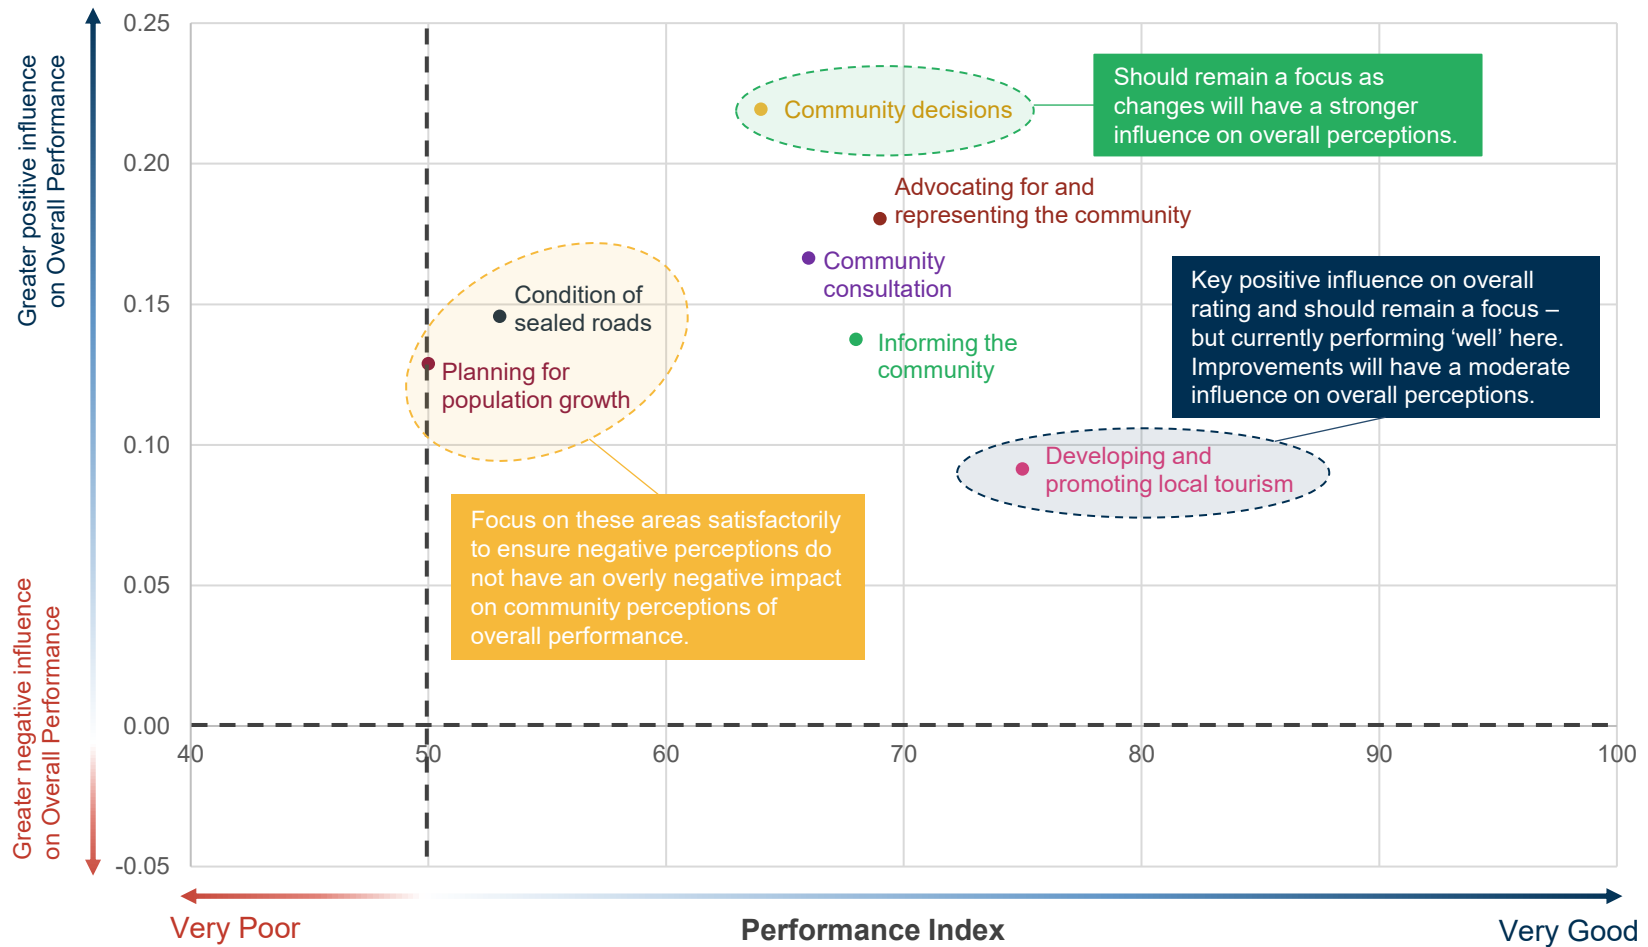 Greater positive influence
on Overall Performance
Greater negative influence
on Overall Performance
0.25
0.20
0.15
0.10
0.05
0.00
-0.05
40
50
60
70
80
90
100
Community decisions
Should remain a focus as
changes will have a stronger
influence on overall perceptions.
Advocating for and
representing the community
Community
consultation
Condition of
sealed roads
Informing the
community
Planning for
population growth
Key positive influence on overall
rating and should remain a focus –
but currently performing ‘well’ here.
Improvements will have a moderate
influence on overall perceptions.
Developing and
promoting local tourism
Focus on these areas satisfactorily
to ensure negative perceptions do
not have an overly negative impact
on community perceptions of
overall performance.
Very Poor
Performance Index
Very Good